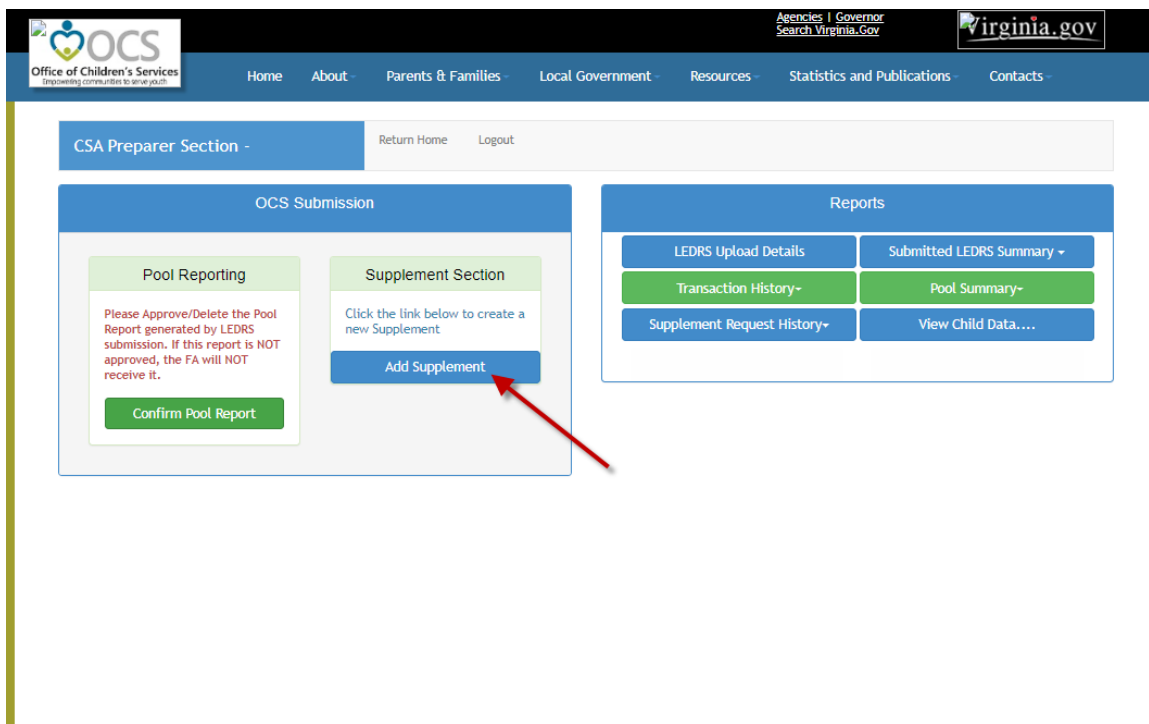 Agencies | Governor
Search Virginia.Gov
Virginia.gov
OCS
Office of Children's Services
Empowering communities to serve youth
Home About Parents & Families Local Government Resources Statistics and Publications Contacts
CSA Preparer Section -
Return Home Logout
OCS Submission
Pool Reporting
Please Approve/Delete the Pool
Report generated by LEDRS
submission. If this report is NOT
approved, the FA will NOT
receive it.
Confirm Pool Report
Supplement Section
Click the link below to create a
new Supplement
Add Supplement
Reports
LEDRS Upload Details
Submitted LEDRS Summary
Transaction History
Pool Summary
Supplement Request History
View Child Data....